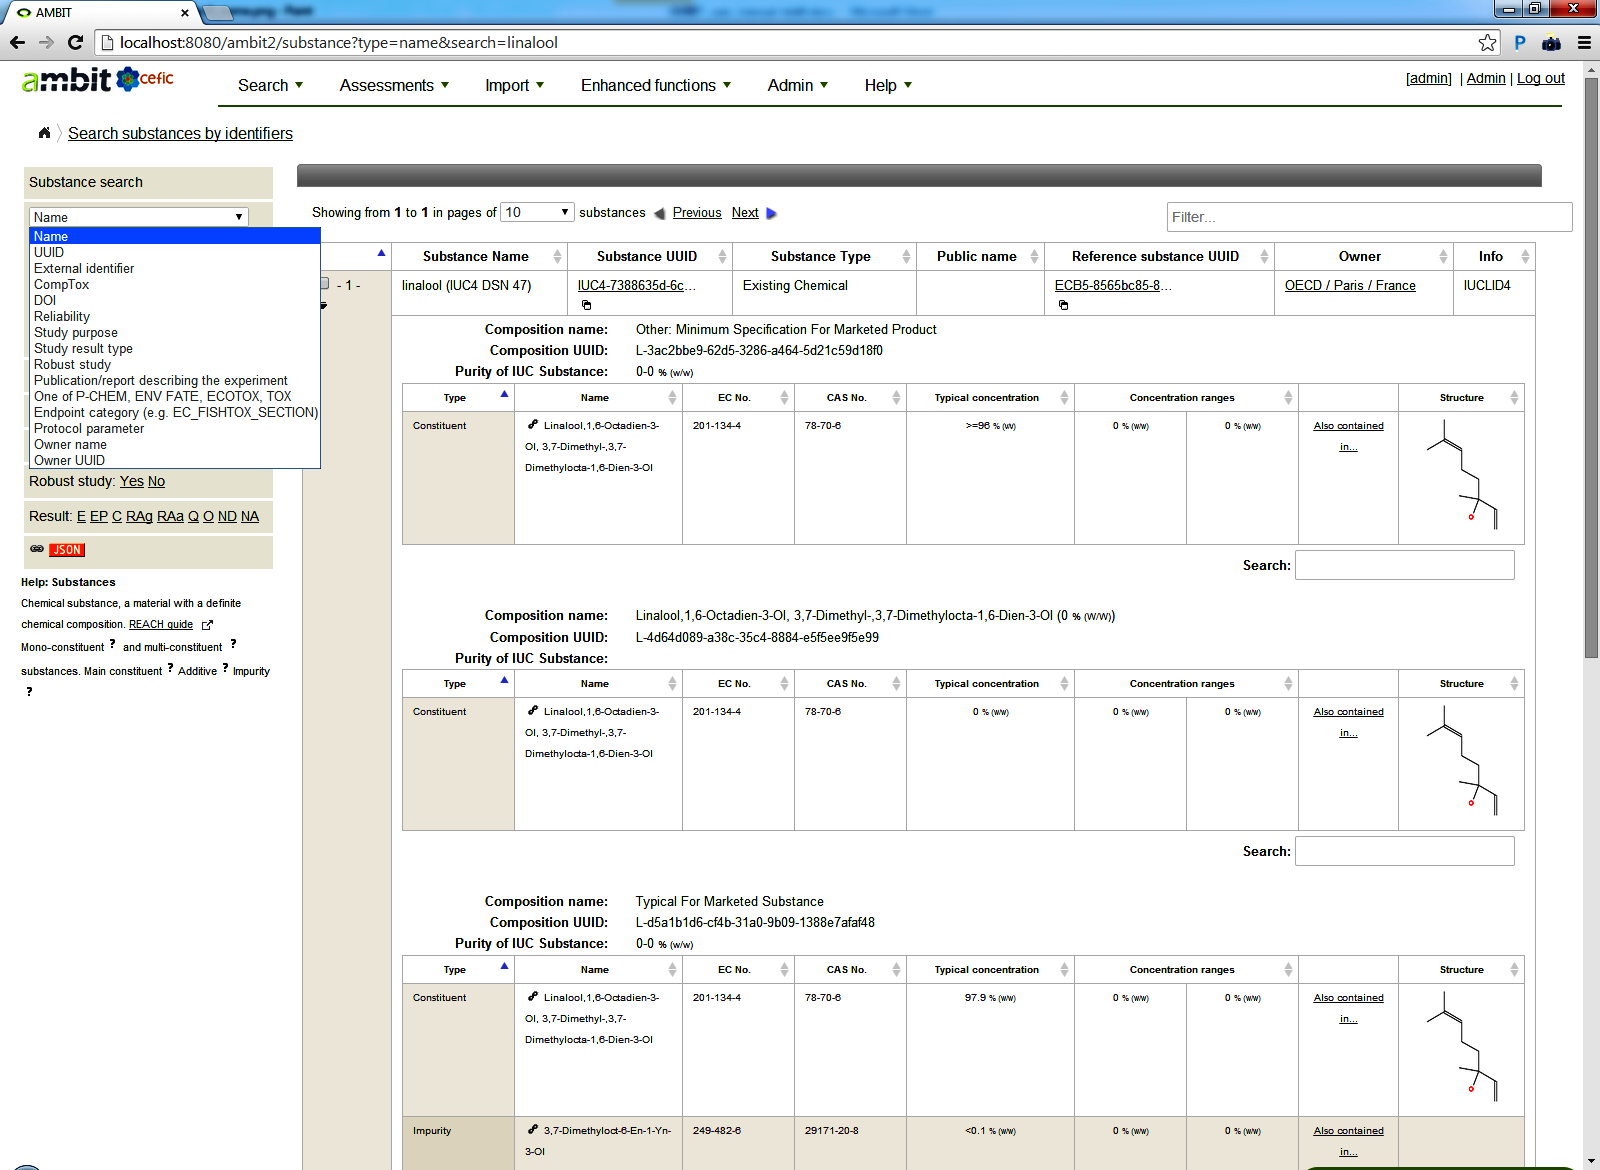 AMBIT
localhost:8080/ambit2/substance?type=name&search=linalool
ambit cefic
Search Assessments Import Enhanced functions Admin Help
[admin] | Admin | Log out
Search substances by identifiers
Substance search
Name
Name
UUID
External identifier
CompTox
DOI
Reliability
Study purpose
Study result type
Robust study
Publication/report describing the experiment
One of P-CHEM, ENV FATE, ECOTOX, TOX
Endpoint category (e.g. EC_FISHTOX_SECTION)
Protocol parameter
Owner name
Owner UUID
Robust study: Yes No
Result: E EP C RAg RAa Q O ND NA
JSON
Help: Substances
Chemical substance, a material with a definite
chemical composition. REACH guide
Mono-constituent ? and multi-constituent ?
substances. Main constituent ? Additive ? Impurity
?
Showing from 1 to 1 in pages of 10 substances Previous Next
Filter...
Substance Name Substance UUID Substance Type Public name Reference substance UUID Owner Info
- 1 - linalool (IUC4 DSN 47) IUC4-7388635d-6c... Existing Chemical ECB5-8565bc85-8... OECD / Paris / France IUCLID4
Composition name: Other: Minimum Specification For Marketed Product
Composition UUID: L-3ac2bbe9-62d5-3286-a464-5d21c59d18f0
Purity of IUC Substance: 0-0 % (w/w)
Type Name EC No. CAS No. Typical concentration Concentration ranges Structure
Constituent Linalool,1,6-Octadien-3- 201-134-4 78-70-6 >=96 % (w/w) 0 % (w/w) 0 % (w/w) Also contained
Ol, 3,7-Dimethyl-,3,7- in...
Dimethylocta-1,6-Dien-3-Ol
O
Search:
Composition name: Linalool,1,6-Octadien-3-Ol, 3,7-Dimethyl-,3,7-Dimethylocta-1,6-Dien-3-Ol (0 % (w/w))
Composition UUID: L-4d64d089-a38c-35c4-8884-e5f5ee9f5e99
Purity of IUC Substance:
Type Name EC No. CAS No. Typical concentration Concentration ranges Structure
Constituent Linalool,1,6-Octadien-3- 201-134-4 78-70-6 0 % (w/w) 0 % (w/w) 0 % (w/w) Also contained
Ol, 3,7-Dimethyl-,3,7- in...
Dimethylocta-1,6-Dien-3-Ol
O
Search:
Composition name: Typical For Marketed Substance
Composition UUID: L-d5a1b1d6-cf4b-31a0-9b09-1388e7afaf48
Purity of IUC Substance: 0-0 % (w/w)
Type Name EC No. CAS No. Typical concentration Concentration ranges Structure
Constituent Linalool,1,6-Octadien-3- 201-134-4 78-70-6 97.9 % (w/w) 0 % (w/w) 0 % (w/w) Also contained
Ol, 3,7-Dimethyl-,3,7- in...
Dimethylocta-1,6-Dien-3-Ol
O
Impurity 3,7-Dimethyloct-6-En-1-Yn- 249-482-6 29171-20-8 <0.1 % (w/w) 0 % (w/w) 0 % (w/w) Also contained
3-Ol in...